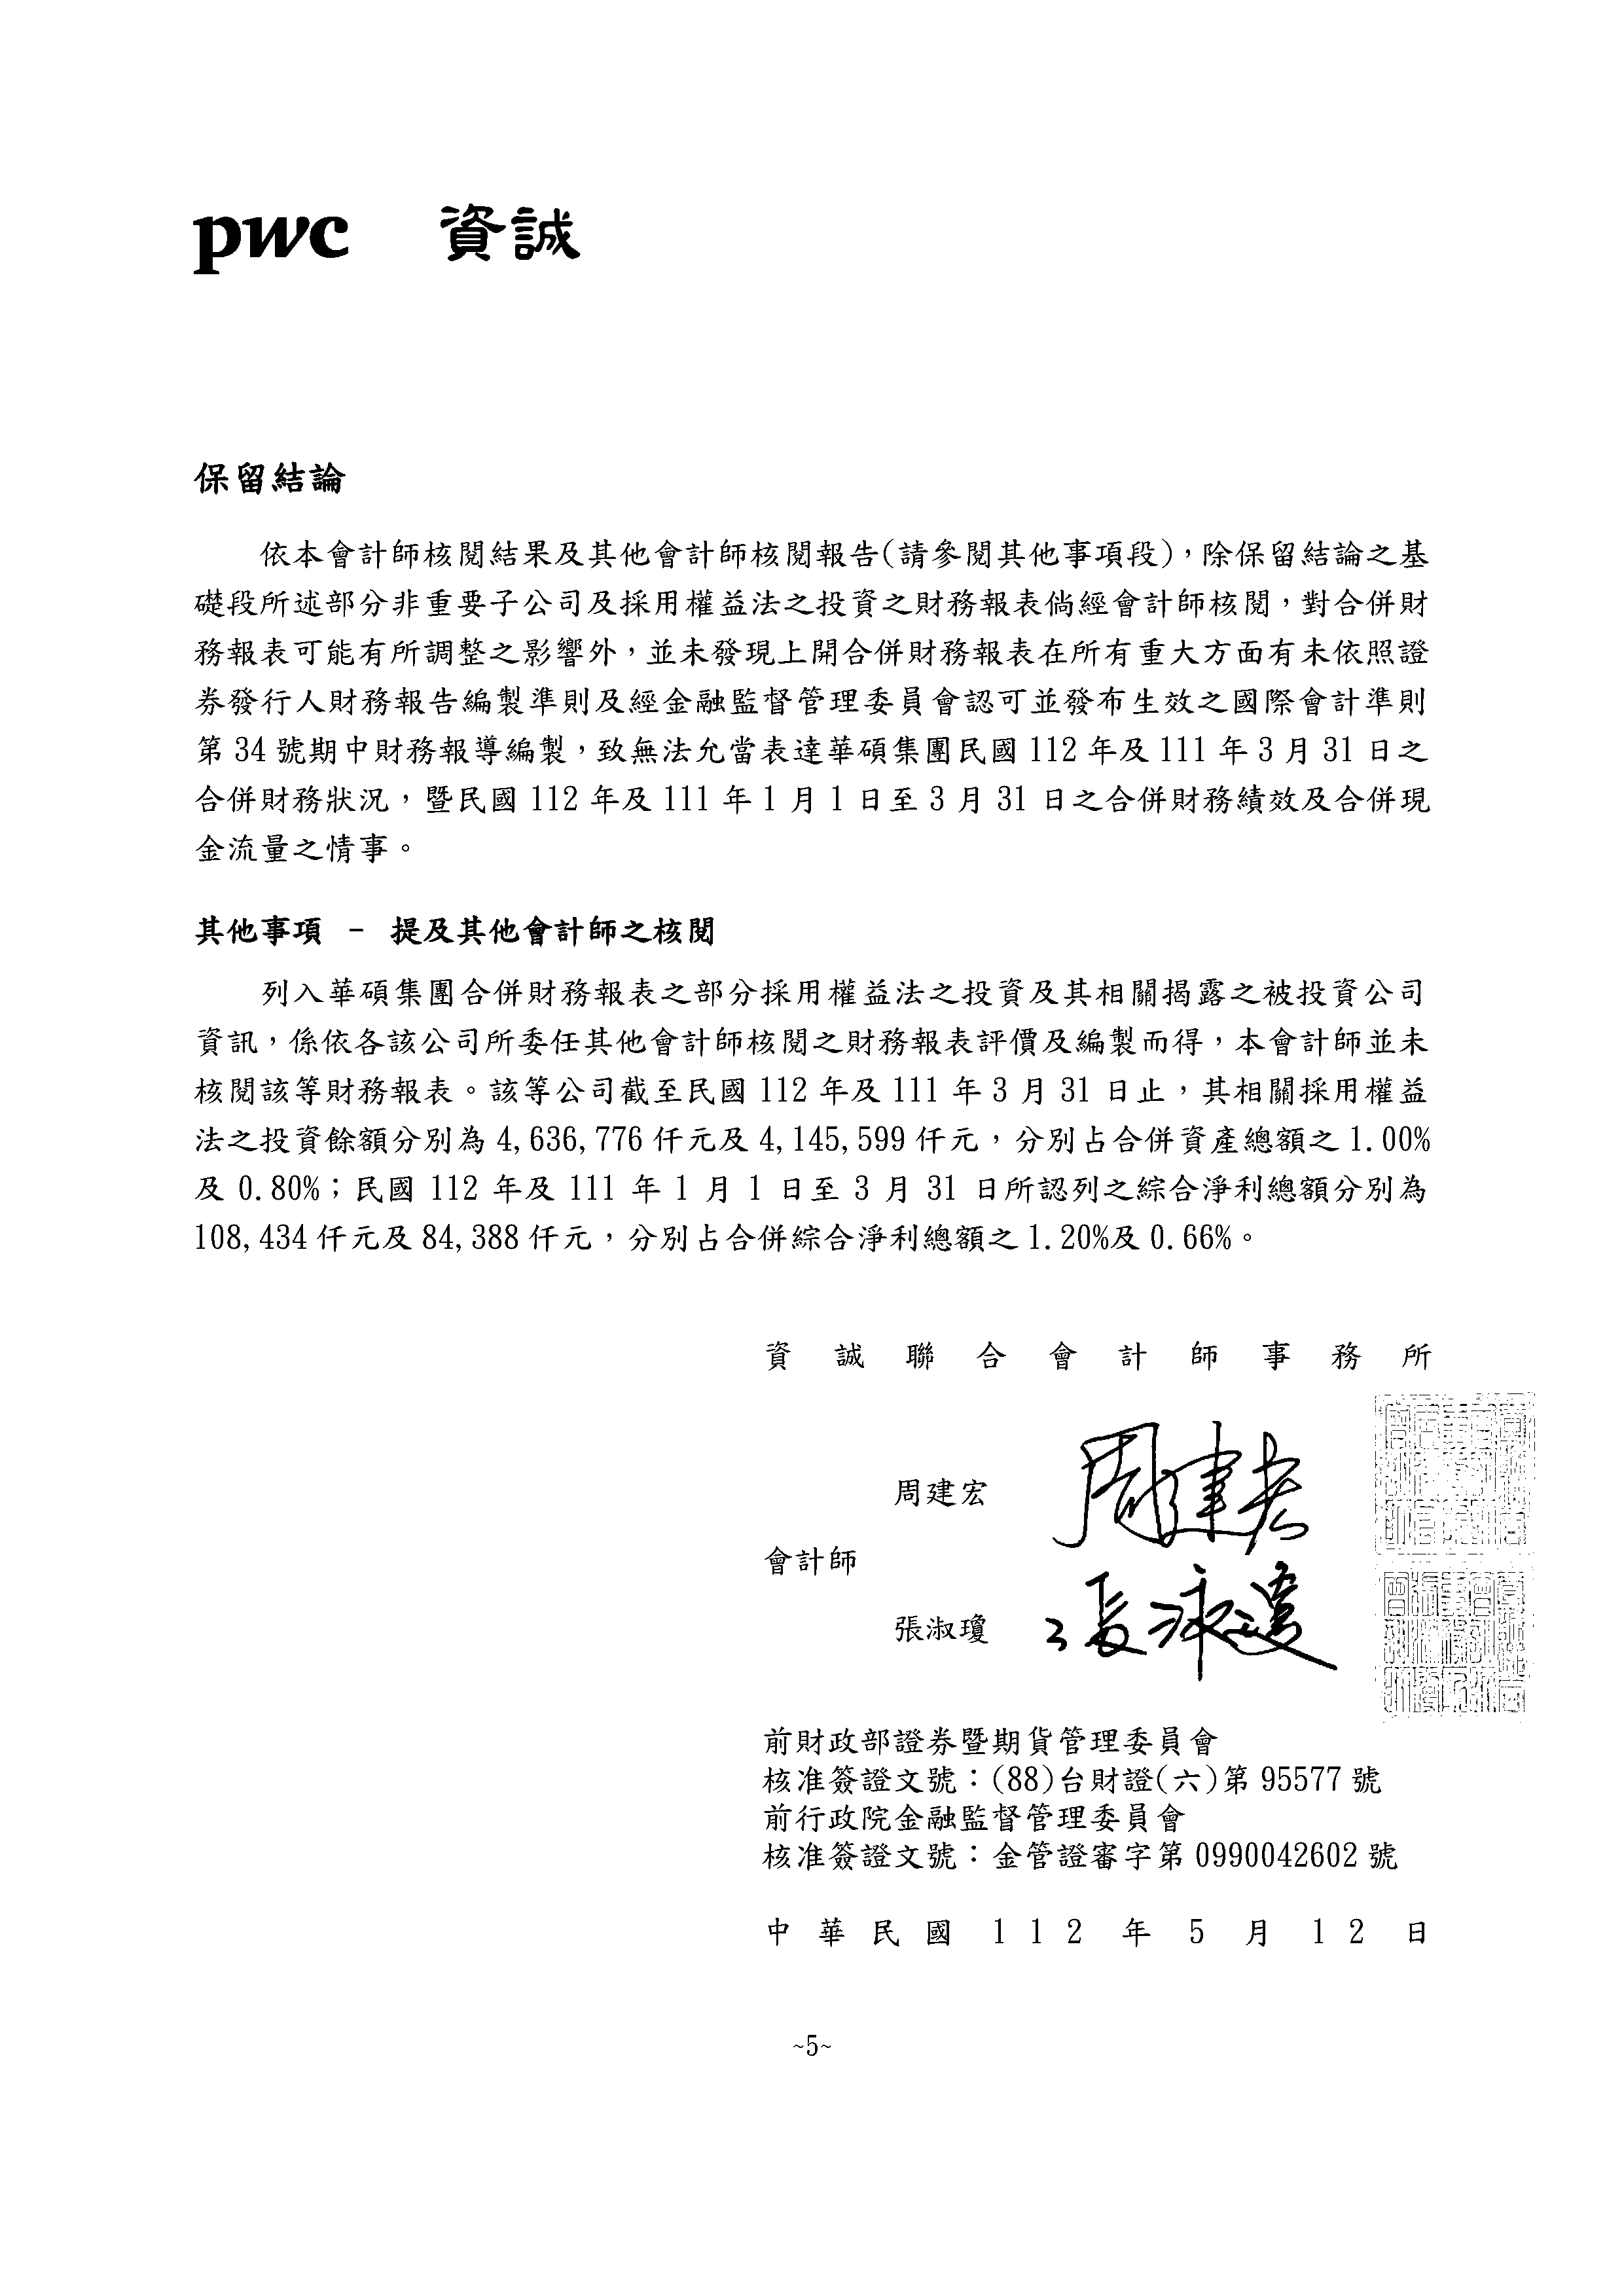 pwc 資誠
保留結論
依本會計師核閱結果及其他會計師核閱報告(請參閱其他事項段)，除保留結論之基
礎段所述部分非重要子公司及採用權益法之投資之財務報表倘經會計師核閱，對合併財
務報表可能有所調整之影響外，並未發現上開合併財務報表在所有重大方面有未依照證
券發行人財務報告編製準則及經金融監督管理委員會認可並發布生效之國際會計準則
第 34 號期中財務報導編製，致無法允當表達華碩集團民國 112 年及 111 年 3 月 31 日之
合併財務狀況，暨民國 112 年及 111 年 1 月 1 日至 3 月 31 日之合併財務績效及合併現
金流量之情事。
其他事項 - 提及其他會計師之核閱
列入華碩集團合併財務報表之部分採用權益法之投資及其相關揭露之被投資公司
資訊，係依各該公司所委任其他會計師核閱之財務報表評價及編製而得，本會計師並未
核閱該等財務報表。該等公司截至民國 112 年及 111 年 3 月 31 日止，其相關採用權益
法之投資餘額分別為 4,636,776 仟元及 4,145,599 仟元，分別占合併資產總額之 1.00%
及 0.80%；民國 112 年及 111 年 1 月 1 日至 3 月 31 日所認列之綜合淨利總額分別為
108,434 仟元及 84,388 仟元，分別占合併綜合淨利總額之 1.20%及 0.66%。
資誠聯合會計師事務所
周建宏 周建宏
會計師
張淑瓊
前財政部證券暨期貨管理委員會
核准簽證文號：(88)台財證(六)第 95577 號
前行政院金融監督管理委員會
核准簽證文號：金管證審字第 0990042602 號
中華民國 112 年 5 月 12 日
~5~